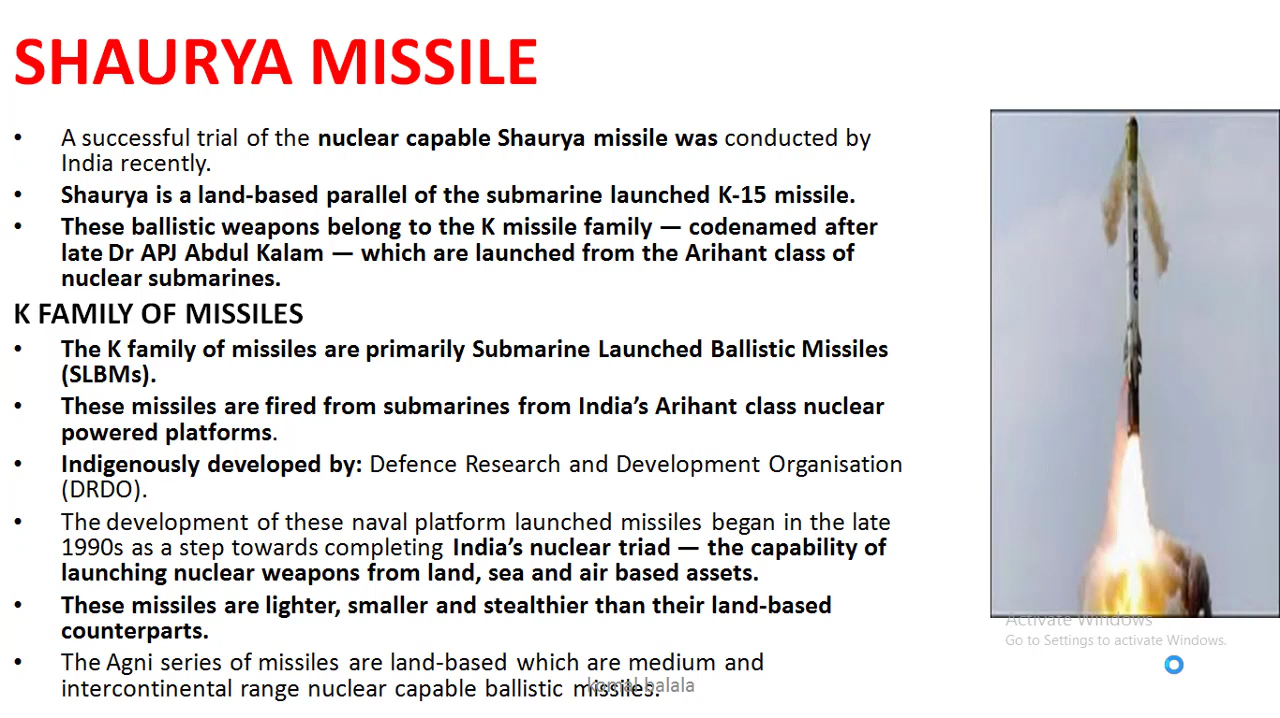 SHAURYA MISSILE
• A successful trial of the nuclear capable Shaurya missile was conducted by
India recently.
• Shaurya is a land-based parallel of the submarine launched K-15 missile.
• These ballistic weapons belong to the K missile family — codenamed after
late Dr APJ Abdul Kalam — which are launched from the Arihant class of
nuclear submarines.
K FAMILY OF MISSILES
• The K family of missiles are primarily Submarine Launched Ballistic Missiles
(SLBMs).
• These missiles are fired from submarines from India's Arihant class nuclear
powered platforms.
• Indigenously developed by: Defence Research and Development Organisation
(DRDO).
• The development of these naval platform launched missiles began in the late
1990s as a step towards completing India's nuclear triad — the capability of
launching nuclear weapons from land, sea and air based assets.
• These missiles are lighter, smaller and stealthier than their land-based
counterparts.
• The Agni series of missiles are land-based which are medium and
intercontinental range nuclear capable ballistic missiles.
komal balala
Activate Windows
Go to Settings to activate Windows.